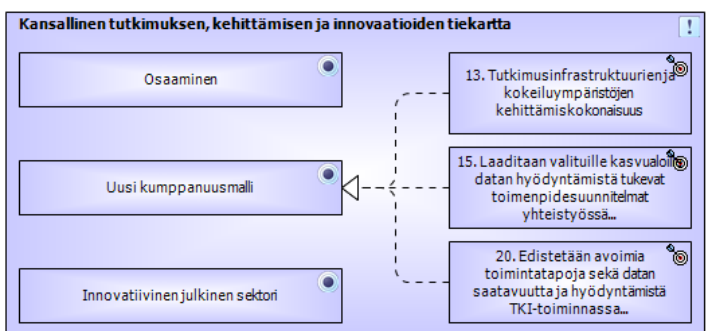 Kansallinen tutkimuksen, kehittämisen ja innovaatioiden tiekartta
!
Osaaminen
Uusi kumppanuusmalli
Innovatiivinen julkinen sektori
13. Tutkimusinfrastruktuurien ja
kokeiluympäristöjen
kehittämiskokonaisuus
15. Laaditaan valituille kasvualoille
datan hyödyntämistä tukevat
toimenpidesuunnitelmat
yhteistyössä...
20. Edistetään avoimia
toimintatapoja sekä datan
saatavuutta ja hyödyntämistä
TKI-toiminnassa...